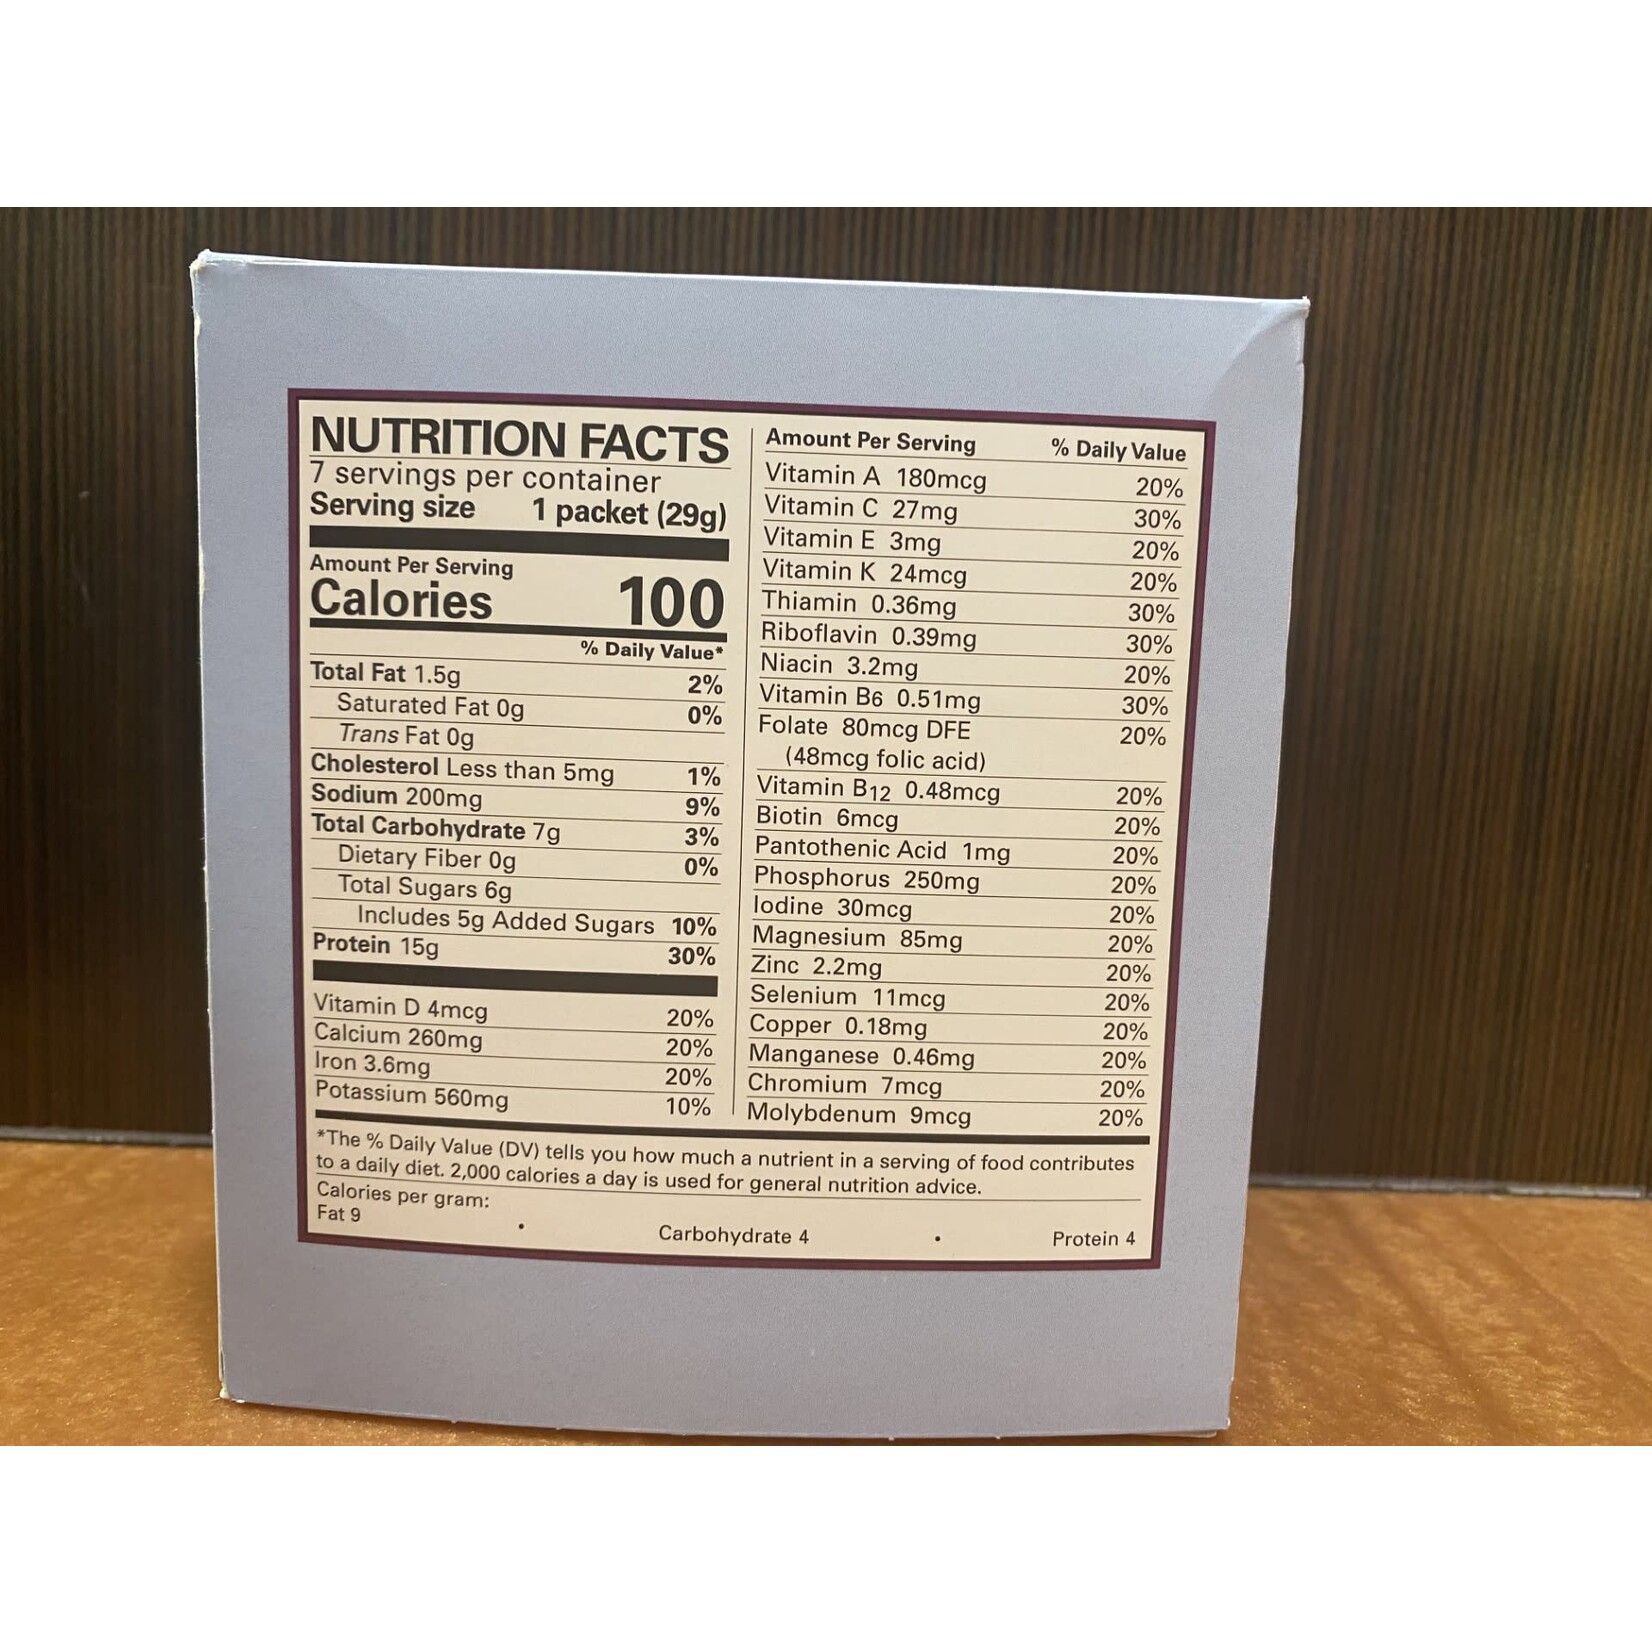 NUTRITION FACTS
7 servings per container
Serving size 1 packet (29g)
Amount Per Serving
Calories 100
% Daily Value*
Total Fat 1.5g 2%
Saturated Fat 0g 0%
Trans Fat 0g
Cholesterol Less than 5mg 1%
Sodium 200mg 9%
Total Carbohydrate 7g 3%
Dietary Fiber 0g 0%
Total Sugars 6g
Includes 5g Added Sugars 10%
Protein 15g 30%
Vitamin D 4mcg 20%
Calcium 260mg 20%
Iron 3.6mg 20%
Potassium 560mg 10%
Amount Per Serving % Daily Value
Vitamin A 180mcg 20%
Vitamin C 27mg 30%
Vitamin E 3mg 20%
Vitamin K 24mcg 20%
Thiamin 0.36mg 30%
Riboflavin 0.39mg 30%
Niacin 3.2mg 20%
Vitamin B6 0.51mg 30%
Folate 80mcg DFE 20%
(48mcg folic acid)
Vitamin B12 0.48mcg 20%
Biotin 6mcg 20%
Pantothenic Acid 1mg 20%
Phosphorus 250mg 20%
Iodine 30mcg 20%
Magnesium 85mg 20%
Zinc 2.2mg 20%
Selenium 11mcg 20%
Copper 0.18mg 20%
Manganese 0.46mg 20%
Chromium 7mcg 20%
Molybdenum 9mcg 20%
*The % Daily Value (DV) tells you how much a nutrient in a serving of food contributes
to a daily diet. 2,000 calories a day is used for general nutrition advice.
Calories per gram:
Fat 9 • Carbohydrate 4 • Protein 4